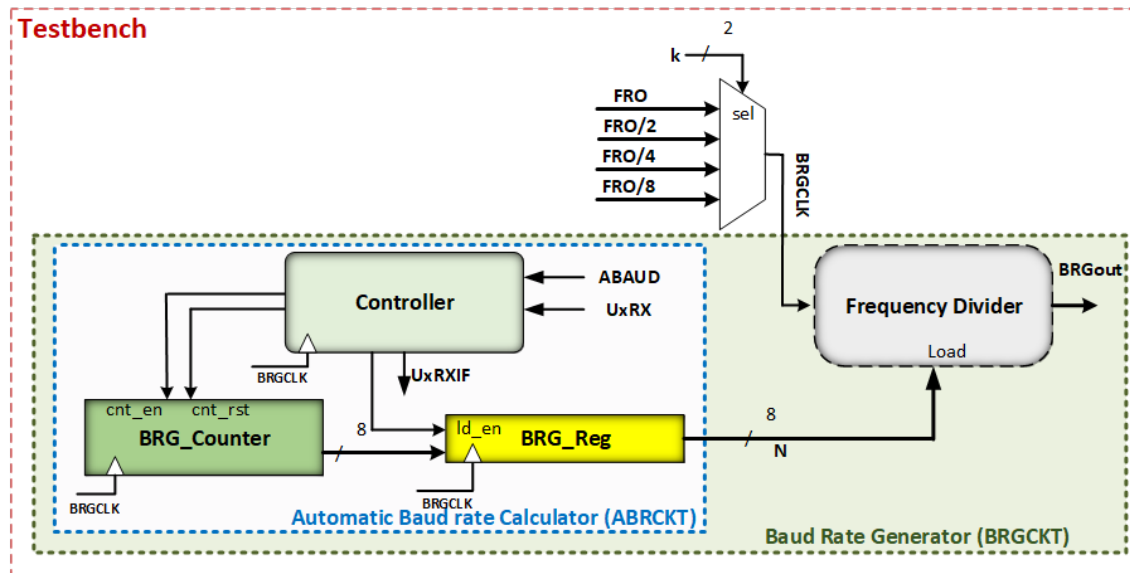 Testbench
2
k
FRO
sel
FRO/2
FRO/4
FRO/8
BRGCLK
ABAUD
Controller
UxRX
BRGCLK
UxRXIF
BRGout
Frequency Divider
Load
cnt_en cnt_rst
BRG_Counter
8
ld_en
BRG_Reg
8
N
BRGCLK
BRGCLK
Automatic Baud rate Calculator (ABRCKT)
Baud Rate Generator (BRGCKT)